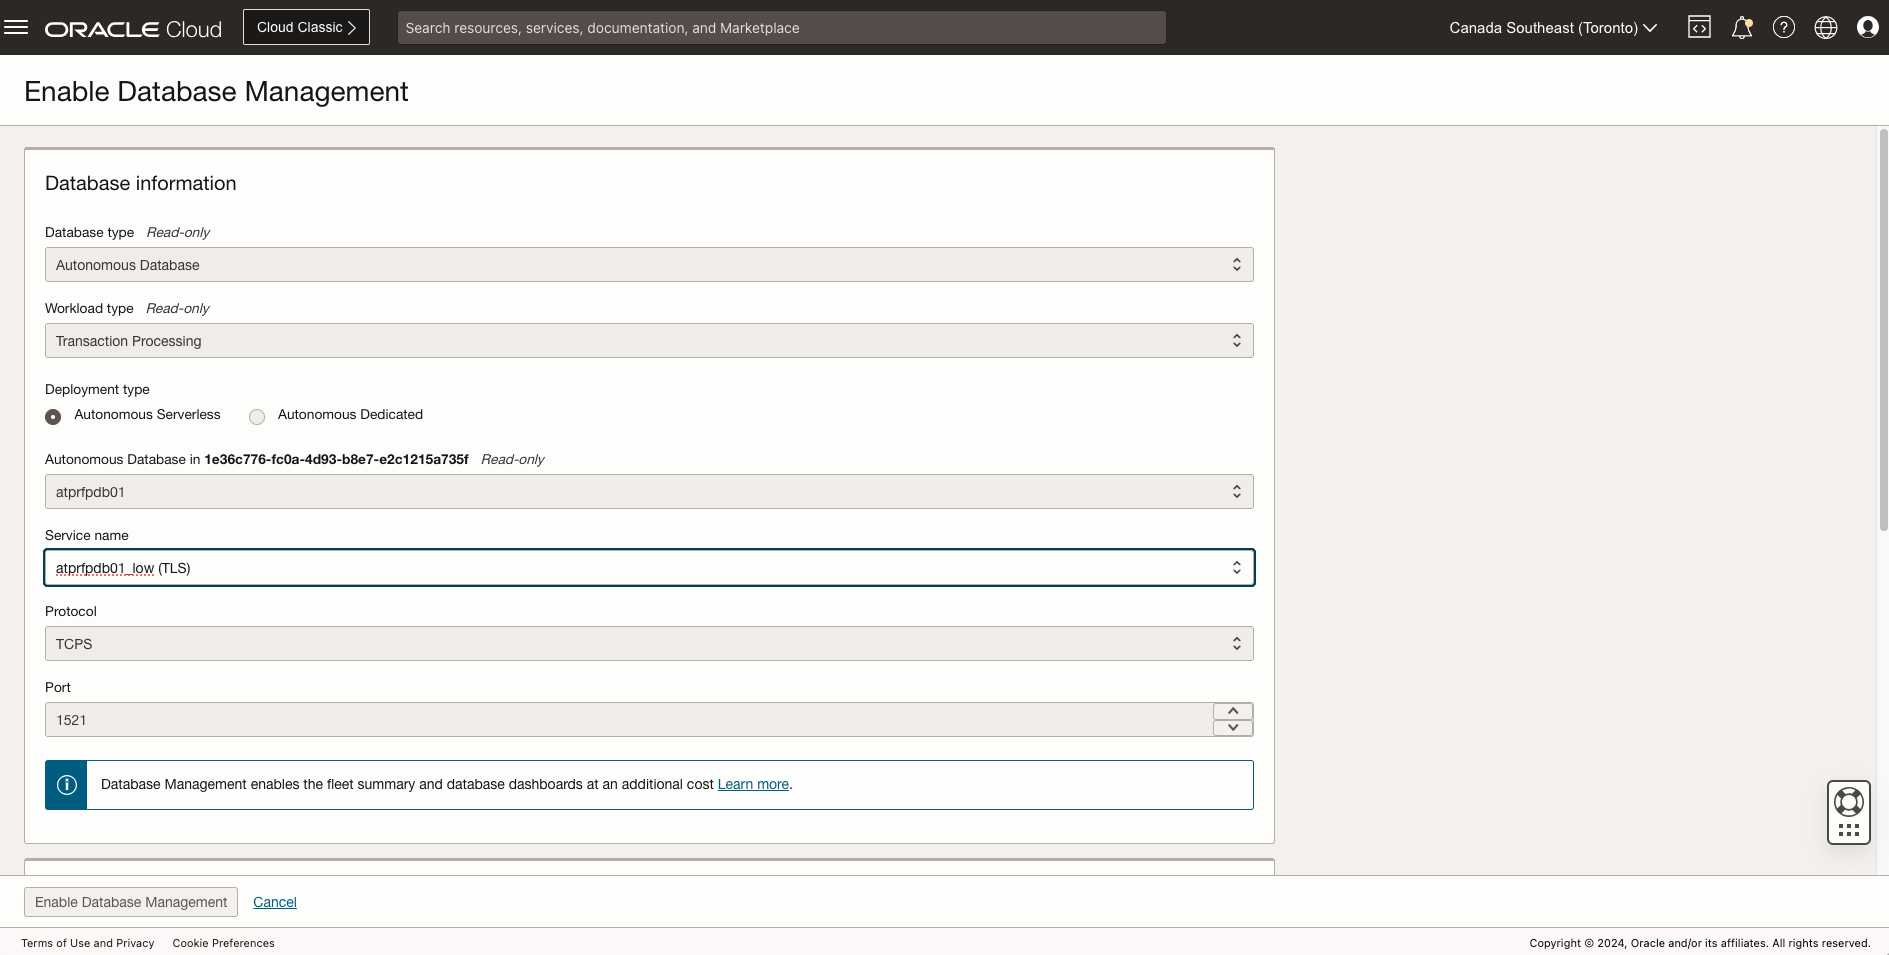 ORACLE Cloud
Cloud Classic
Search resources, services, documentation, and Marketplace
Canada Southeast (Toronto)
Enable Database Management
Database information
Database type Read-only
Autonomous Database
Workload type Read-only
Transaction Processing
Deployment type
Autonomous Serverless
Autonomous Dedicated
Autonomous Database in 1e36c776-fc0a-4d93-b8e7-e2c1215a735f Read-only
atprfpdb01
Service name
atprfpdb01_low (TLS)
Protocol
TCPS
Port
1521
Database Management enables the fleet summary and database dashboards at an additional cost Learn more.
Enable Database Management
Cancel
Terms of Use and Privacy
Cookie Preferences
Copyright © 2024, Oracle and/or its affiliates. All rights reserved.